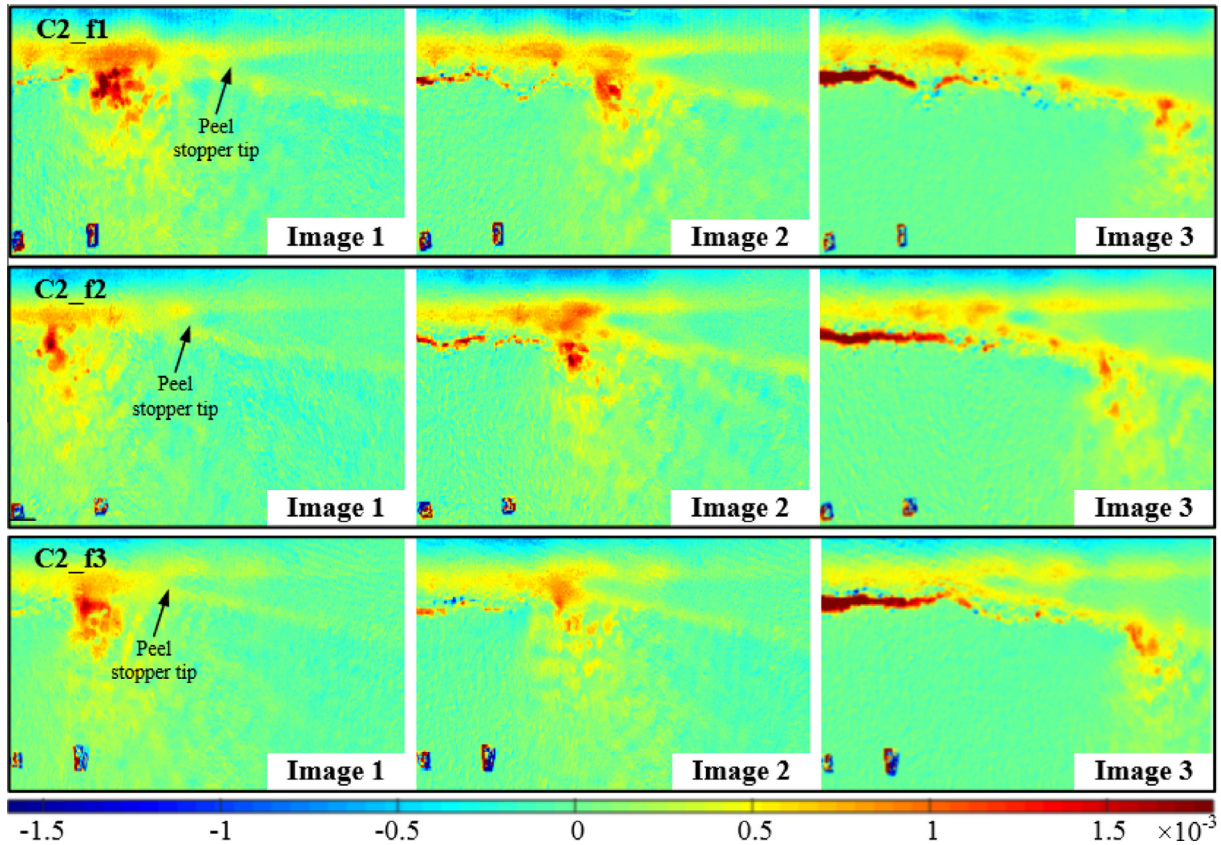 C2_f1
Peel
stopper tip
Image 1
Image 2
Image 3
C2_f2
Peel
stopper tip
Image 1
Image 2
Image 3
C2_f3
Peel
stopper tip
Image 1
Image 2
Image 3
-1.5 -1 -0.5 0 0.5 1 1.5 ×10-3